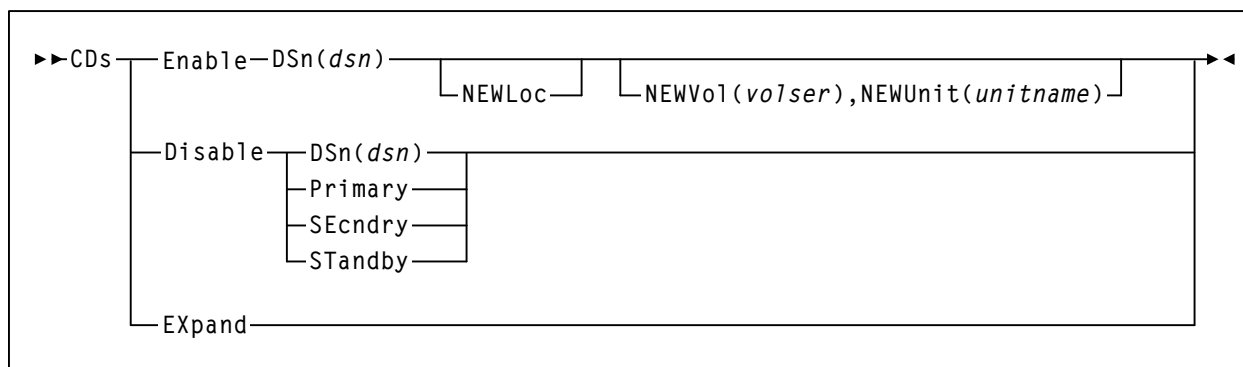 CDs Enable DSn(dsn)
NEWLoc NEWVol(volser),NEWUnit(unitname)
Disable DSn(dsn)
Primary
SEcndry
STandby
EXpand